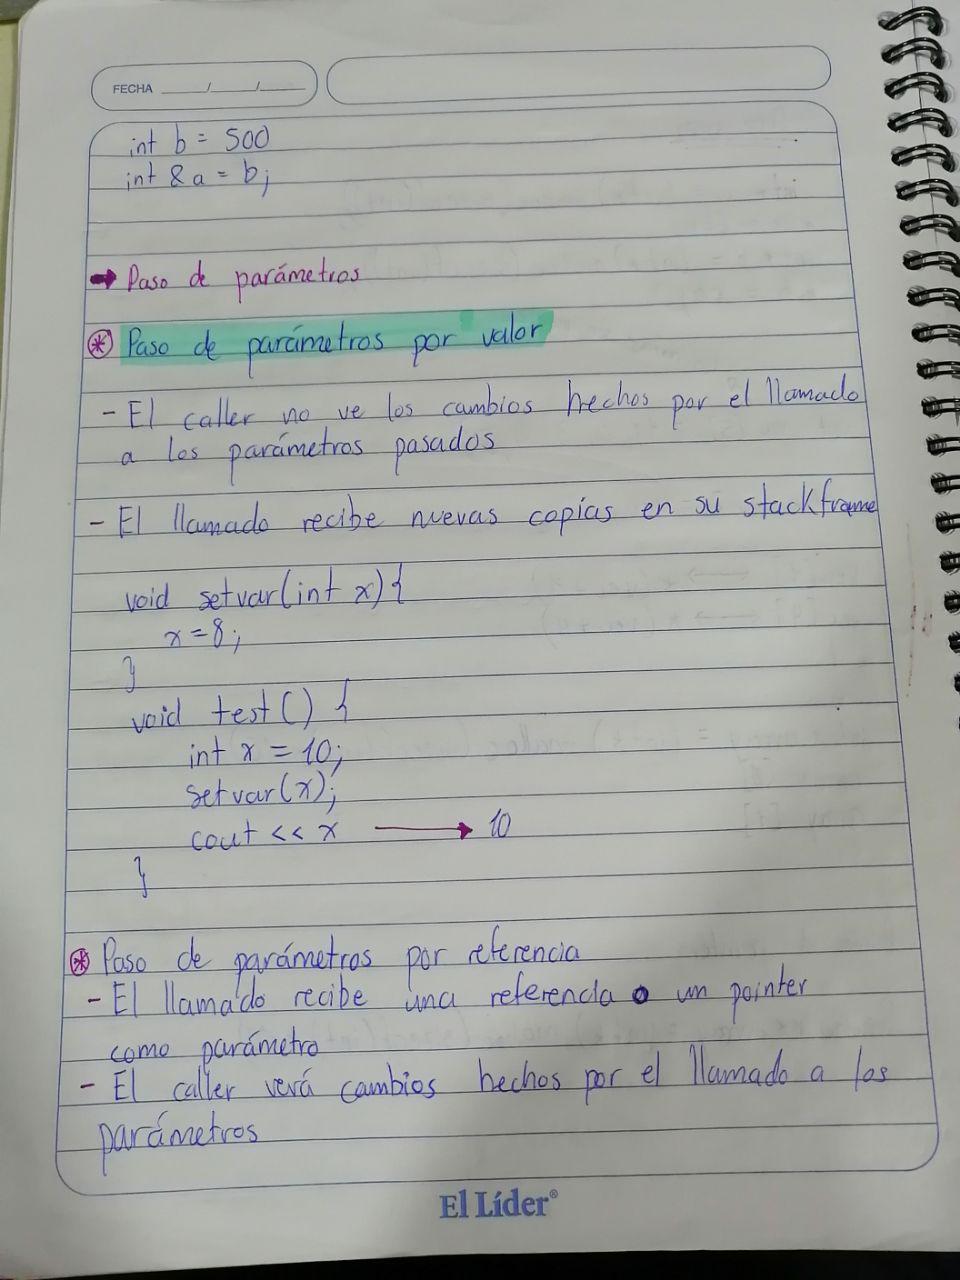 FECHA ____/____/____
int b = 500
int & a = b;
→ Paso de parámetros
* Paso de parámetros por valor
- El caller no ve los cambios hechos por el llamado
a los parámetros pasados
- El llamado recibe nuevas copias en su stackframe
void setvar(int x){
x=8;
}
void test() {
int x = 10;
setvar(x);
cout << x → 10
}
* Paso de parámetros por referencia
- El llamado recibe una referencia o un pointer
como parámetro
- El caller verá cambios hechos por el llamado a los
parámetros
El Líder®